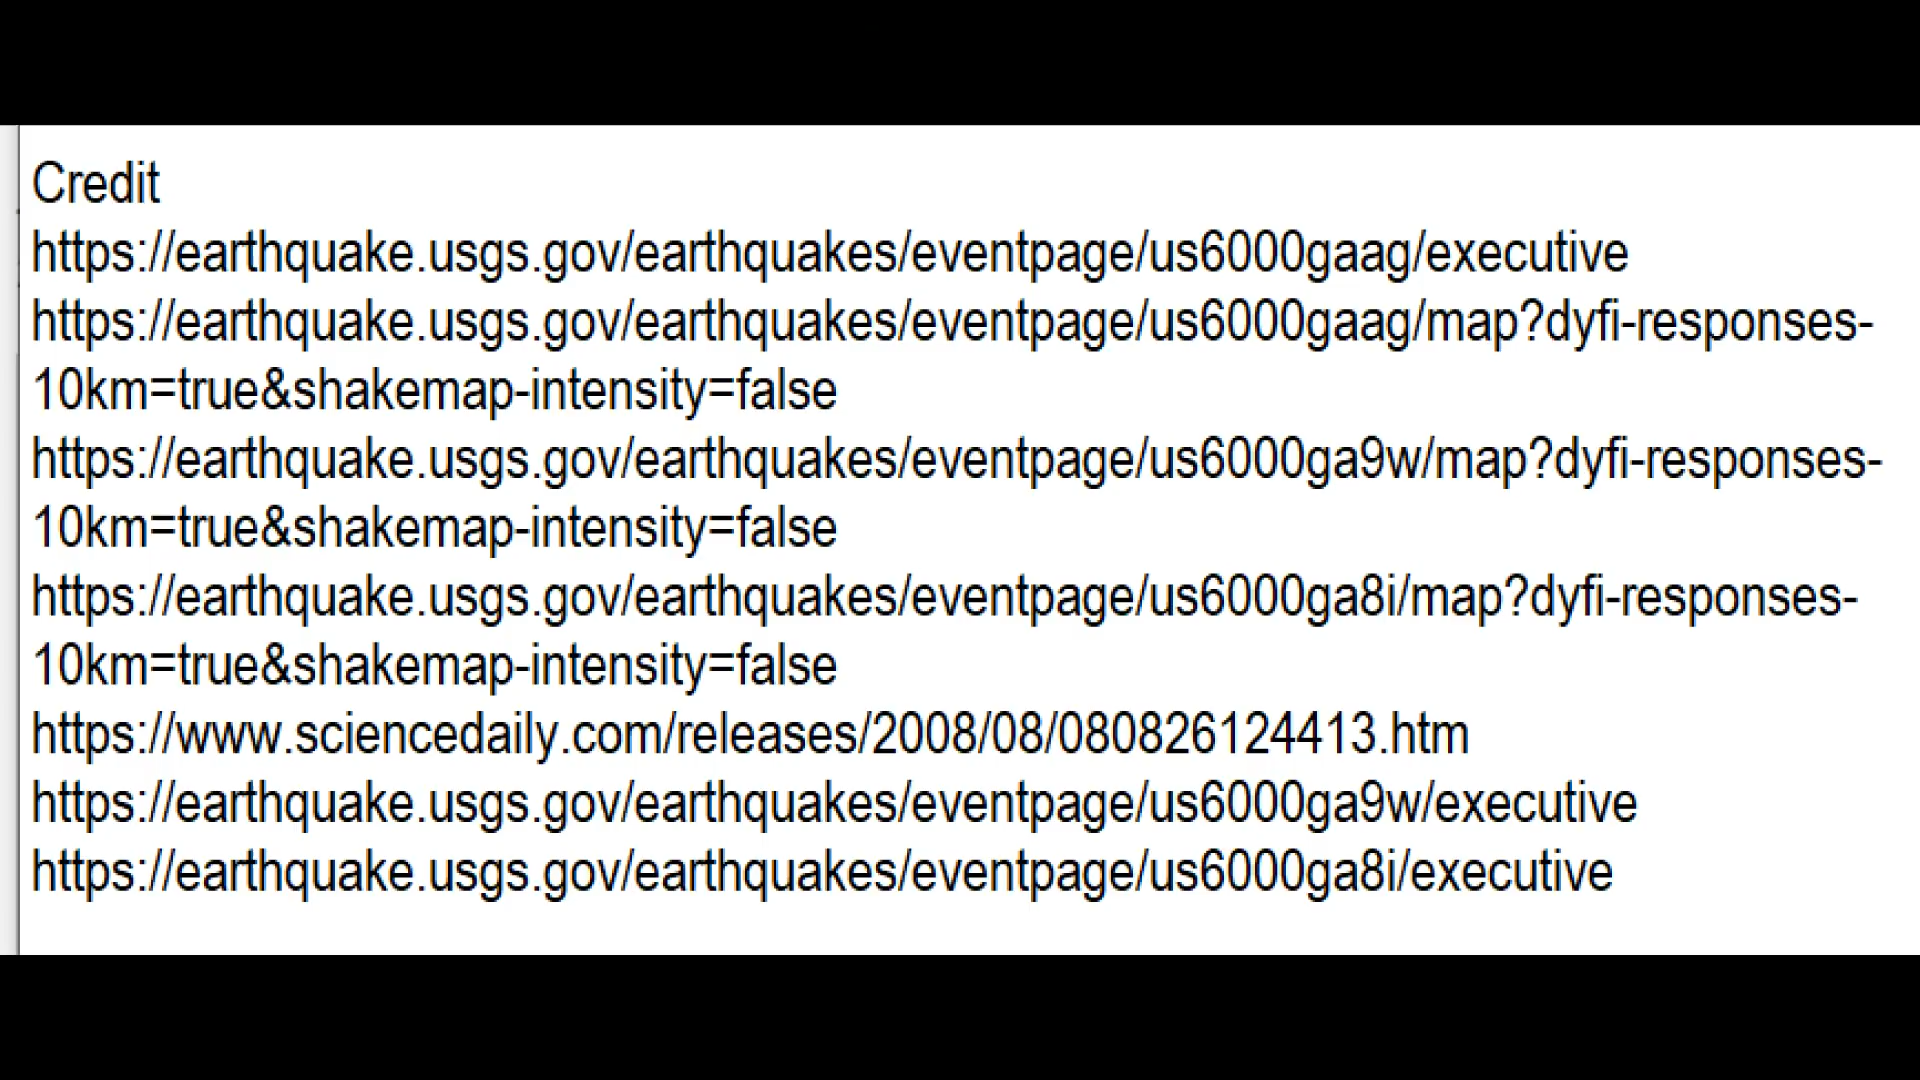 Credit
https://earthquake.usgs.gov/earthquakes/eventpage/us6000gaag/executive
https://earthquake.usgs.gov/earthquakes/eventpage/us6000gaag/map?dyfi-responses-
10km=true&shakemap-intensity=false
https://earthquake.usgs.gov/earthquakes/eventpage/us6000ga9w/map?dyfi-responses-
10km=true&shakemap-intensity=false
https://earthquake.usgs.gov/earthquakes/eventpage/us6000ga8i/map?dyfi-responses-
10km=true&shakemap-intensity=false
https://www.sciencedaily.com/releases/2008/08/080826124413.htm
https://earthquake.usgs.gov/earthquakes/eventpage/us6000ga9w/executive
https://earthquake.usgs.gov/earthquakes/eventpage/us6000ga8i/executive